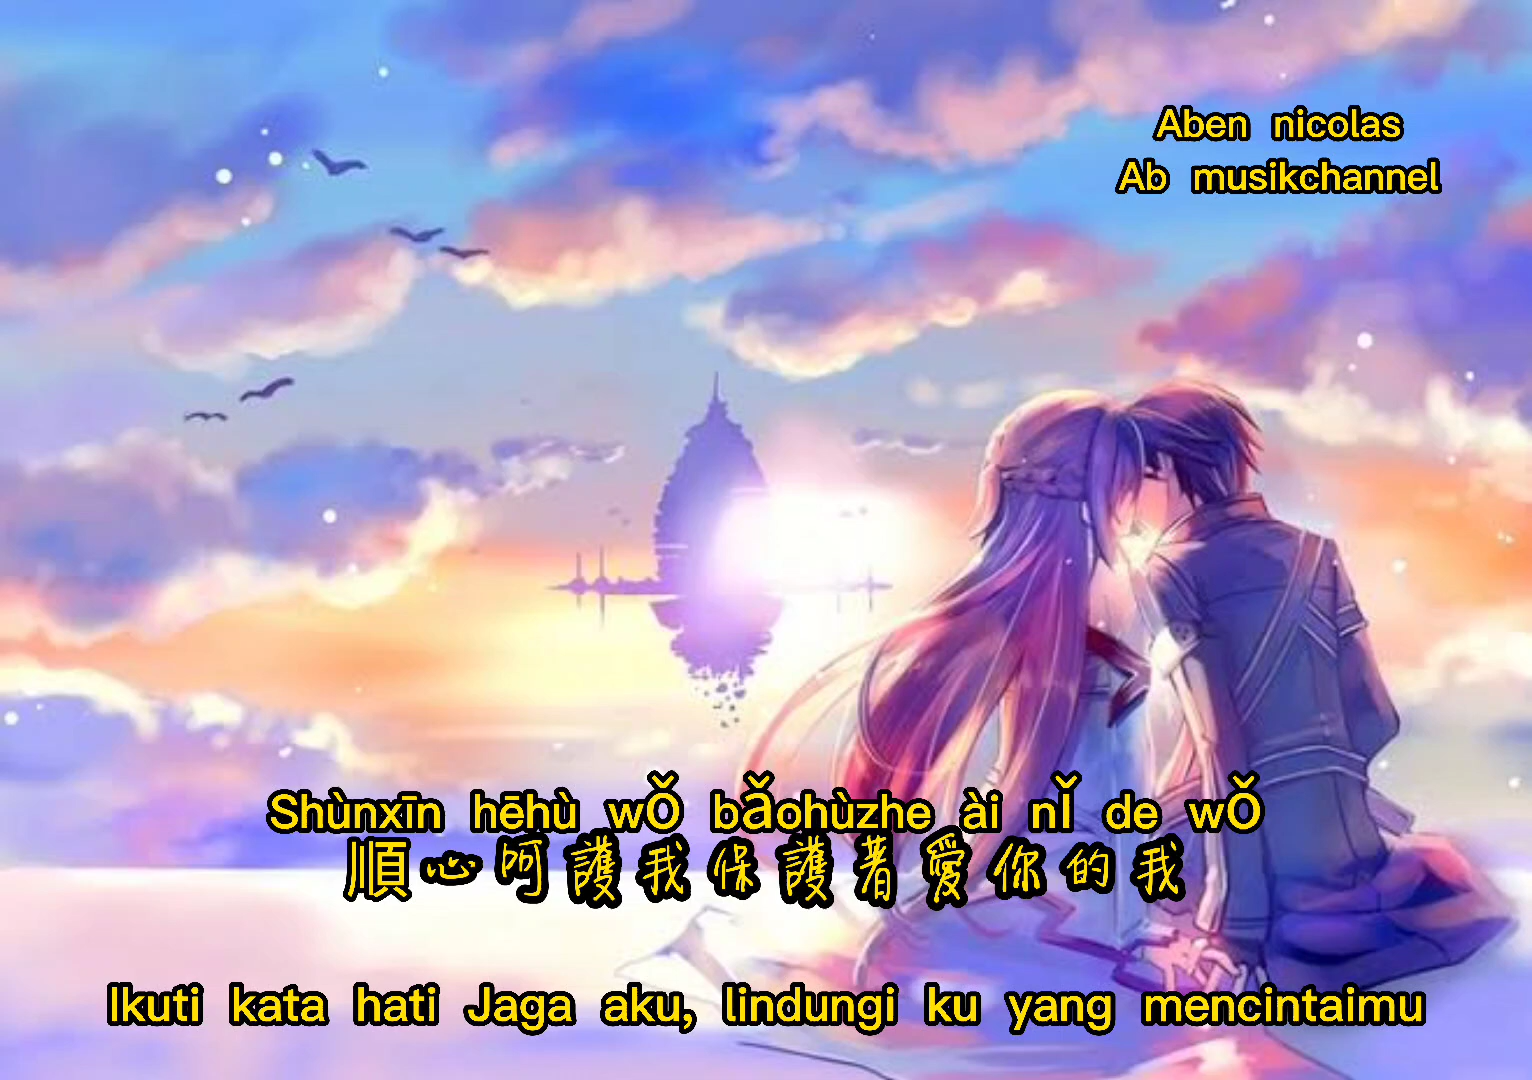 Aben nicolas
Ab musikchannel
Shùnxīn hēhù wǒ bǎohùzhe ài nǐ de wǒ
順心呵護我保護著愛你的我
Ikuti kata hati Jaga aku, lindungi ku yang mencintaimu